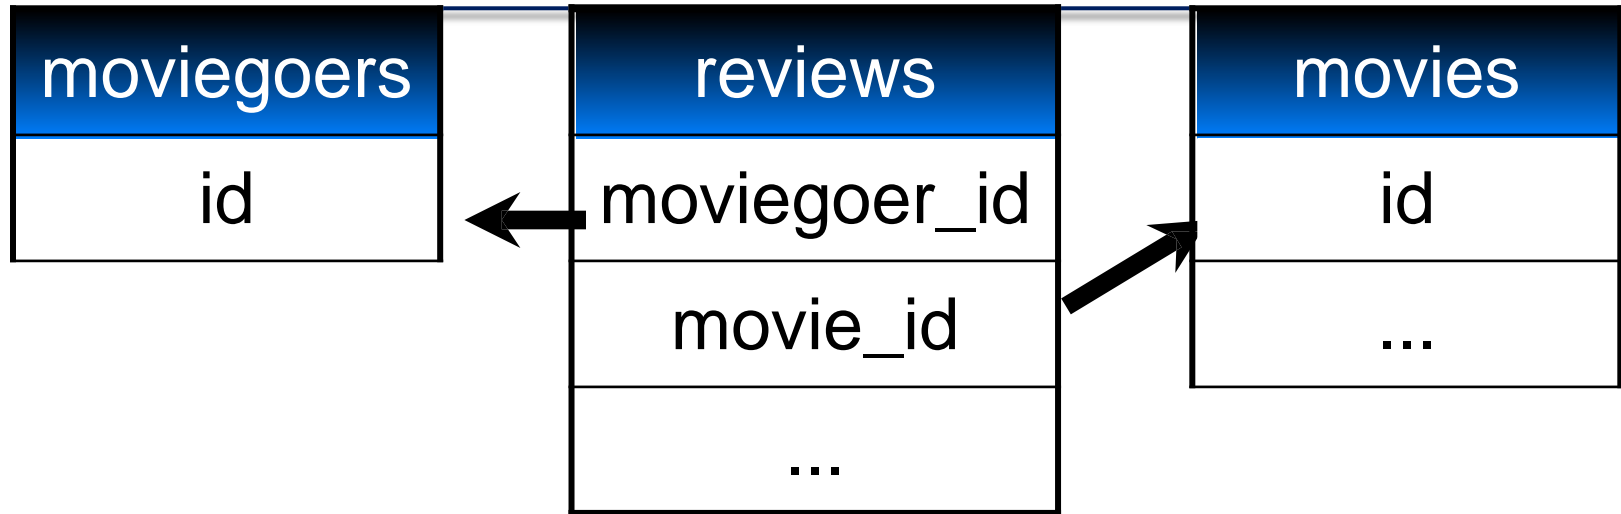 moviegoers
id
reviews
moviegoer_id
movie_id
...
movies
id
...